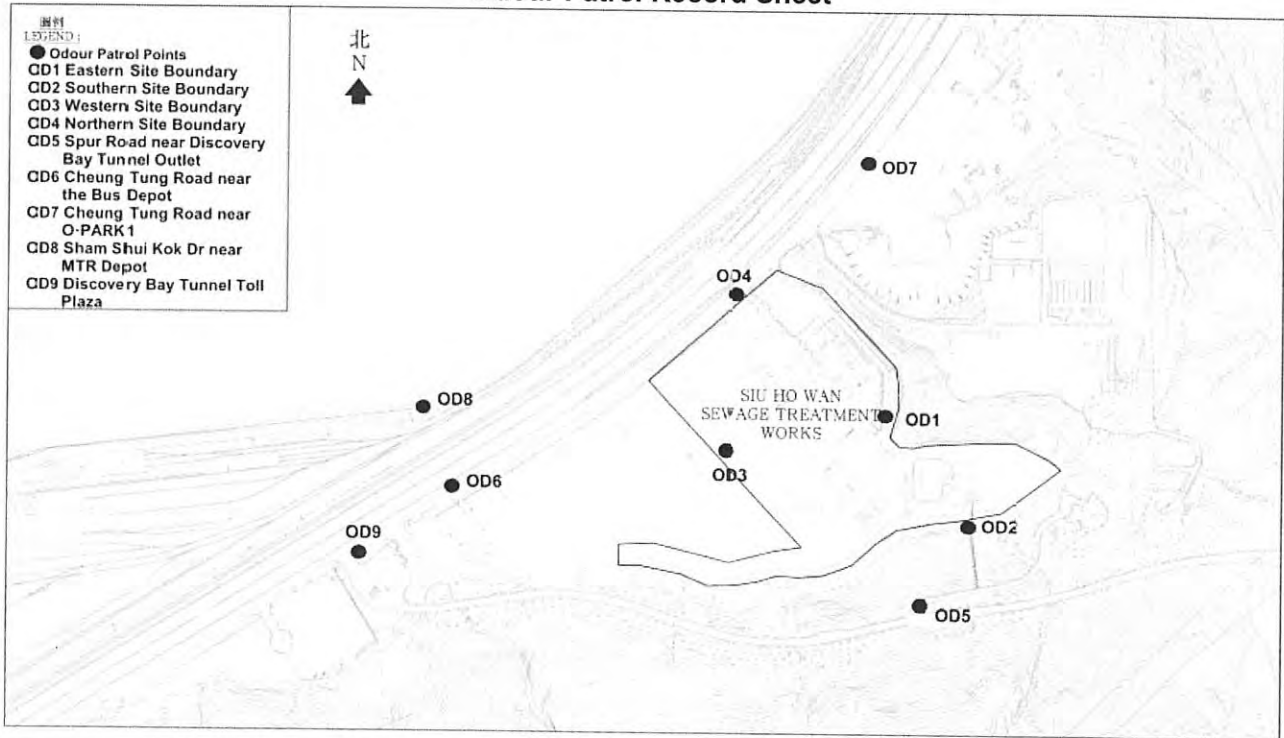 Patrol Record Sheet
圖例
LEGEND:
Odour Patrol Points
OD1 Eastern Site Boundary
OD2 Southern Site Boundary
OD3 Western Site Boundary
OD4 Northern Site Boundary
OD5 Spur Road near Discovery
Bay Tunnel Outlet
OD6 Cheung Tung Road near
the Bus Depot
OD7 Cheung Tung Road near
O·PARK1
OD8 Sham Shui Kok Dr near
MTR Depot
OD9 Discovery Bay Tunnel Toll
Plaza
北
N
OD7
OD4
OD8
SIU HO WAN
SEWAGE TREATMENT
WORKS
OD1
OD3
OD6
OD2
OD9
OD5